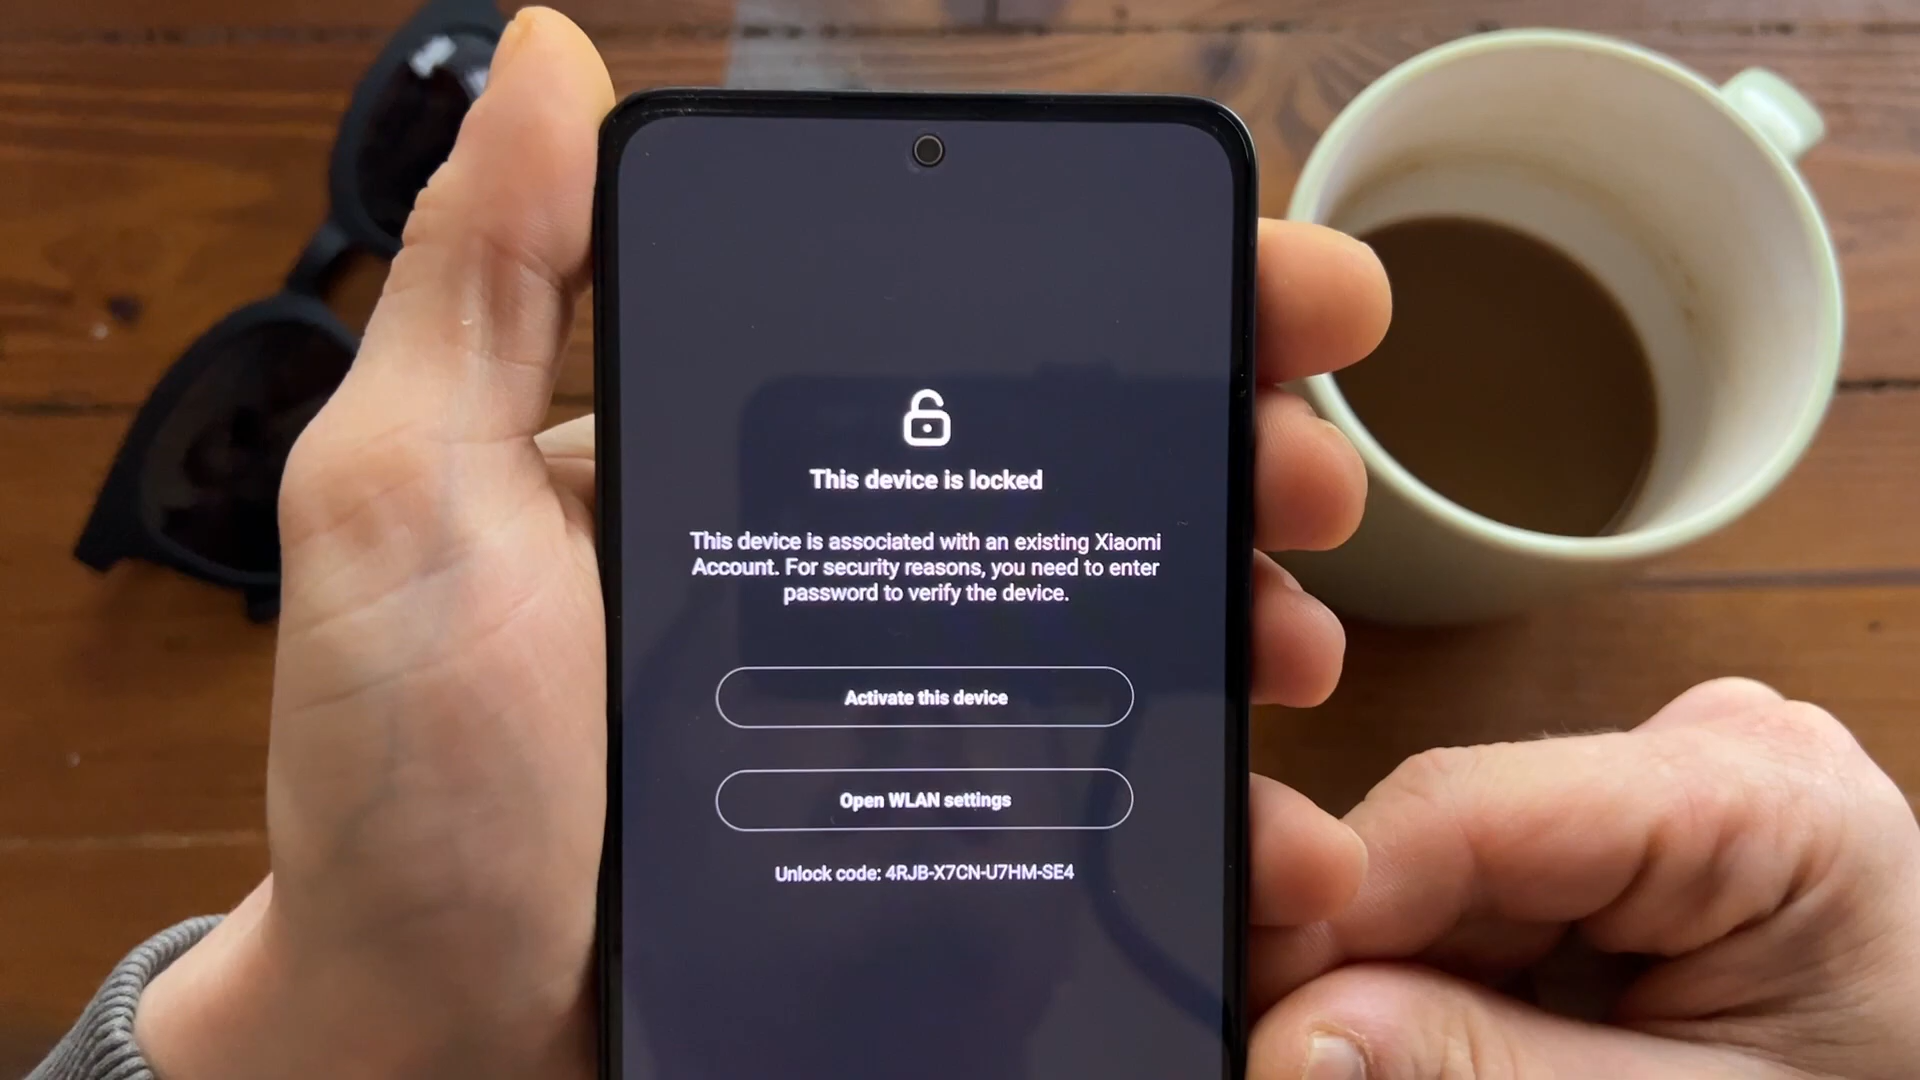 This device is locked
This device is associated with an existing Xiaomi
Account. For security reasons, you need to enter
password to verify the device.
Activate this device
Open WLAN settings
Unlock code: 4RJB-X7CN-U7HM-SE4